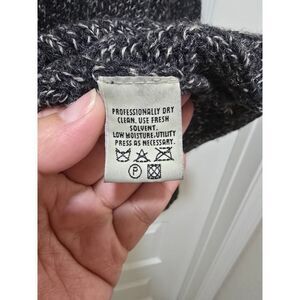 PROFESSIONALLY DRY
CLEAN. USE FRESH
SOLVENT.
LOW MOISTURE.UTILITY
PRESS AS NECESSARY.
P